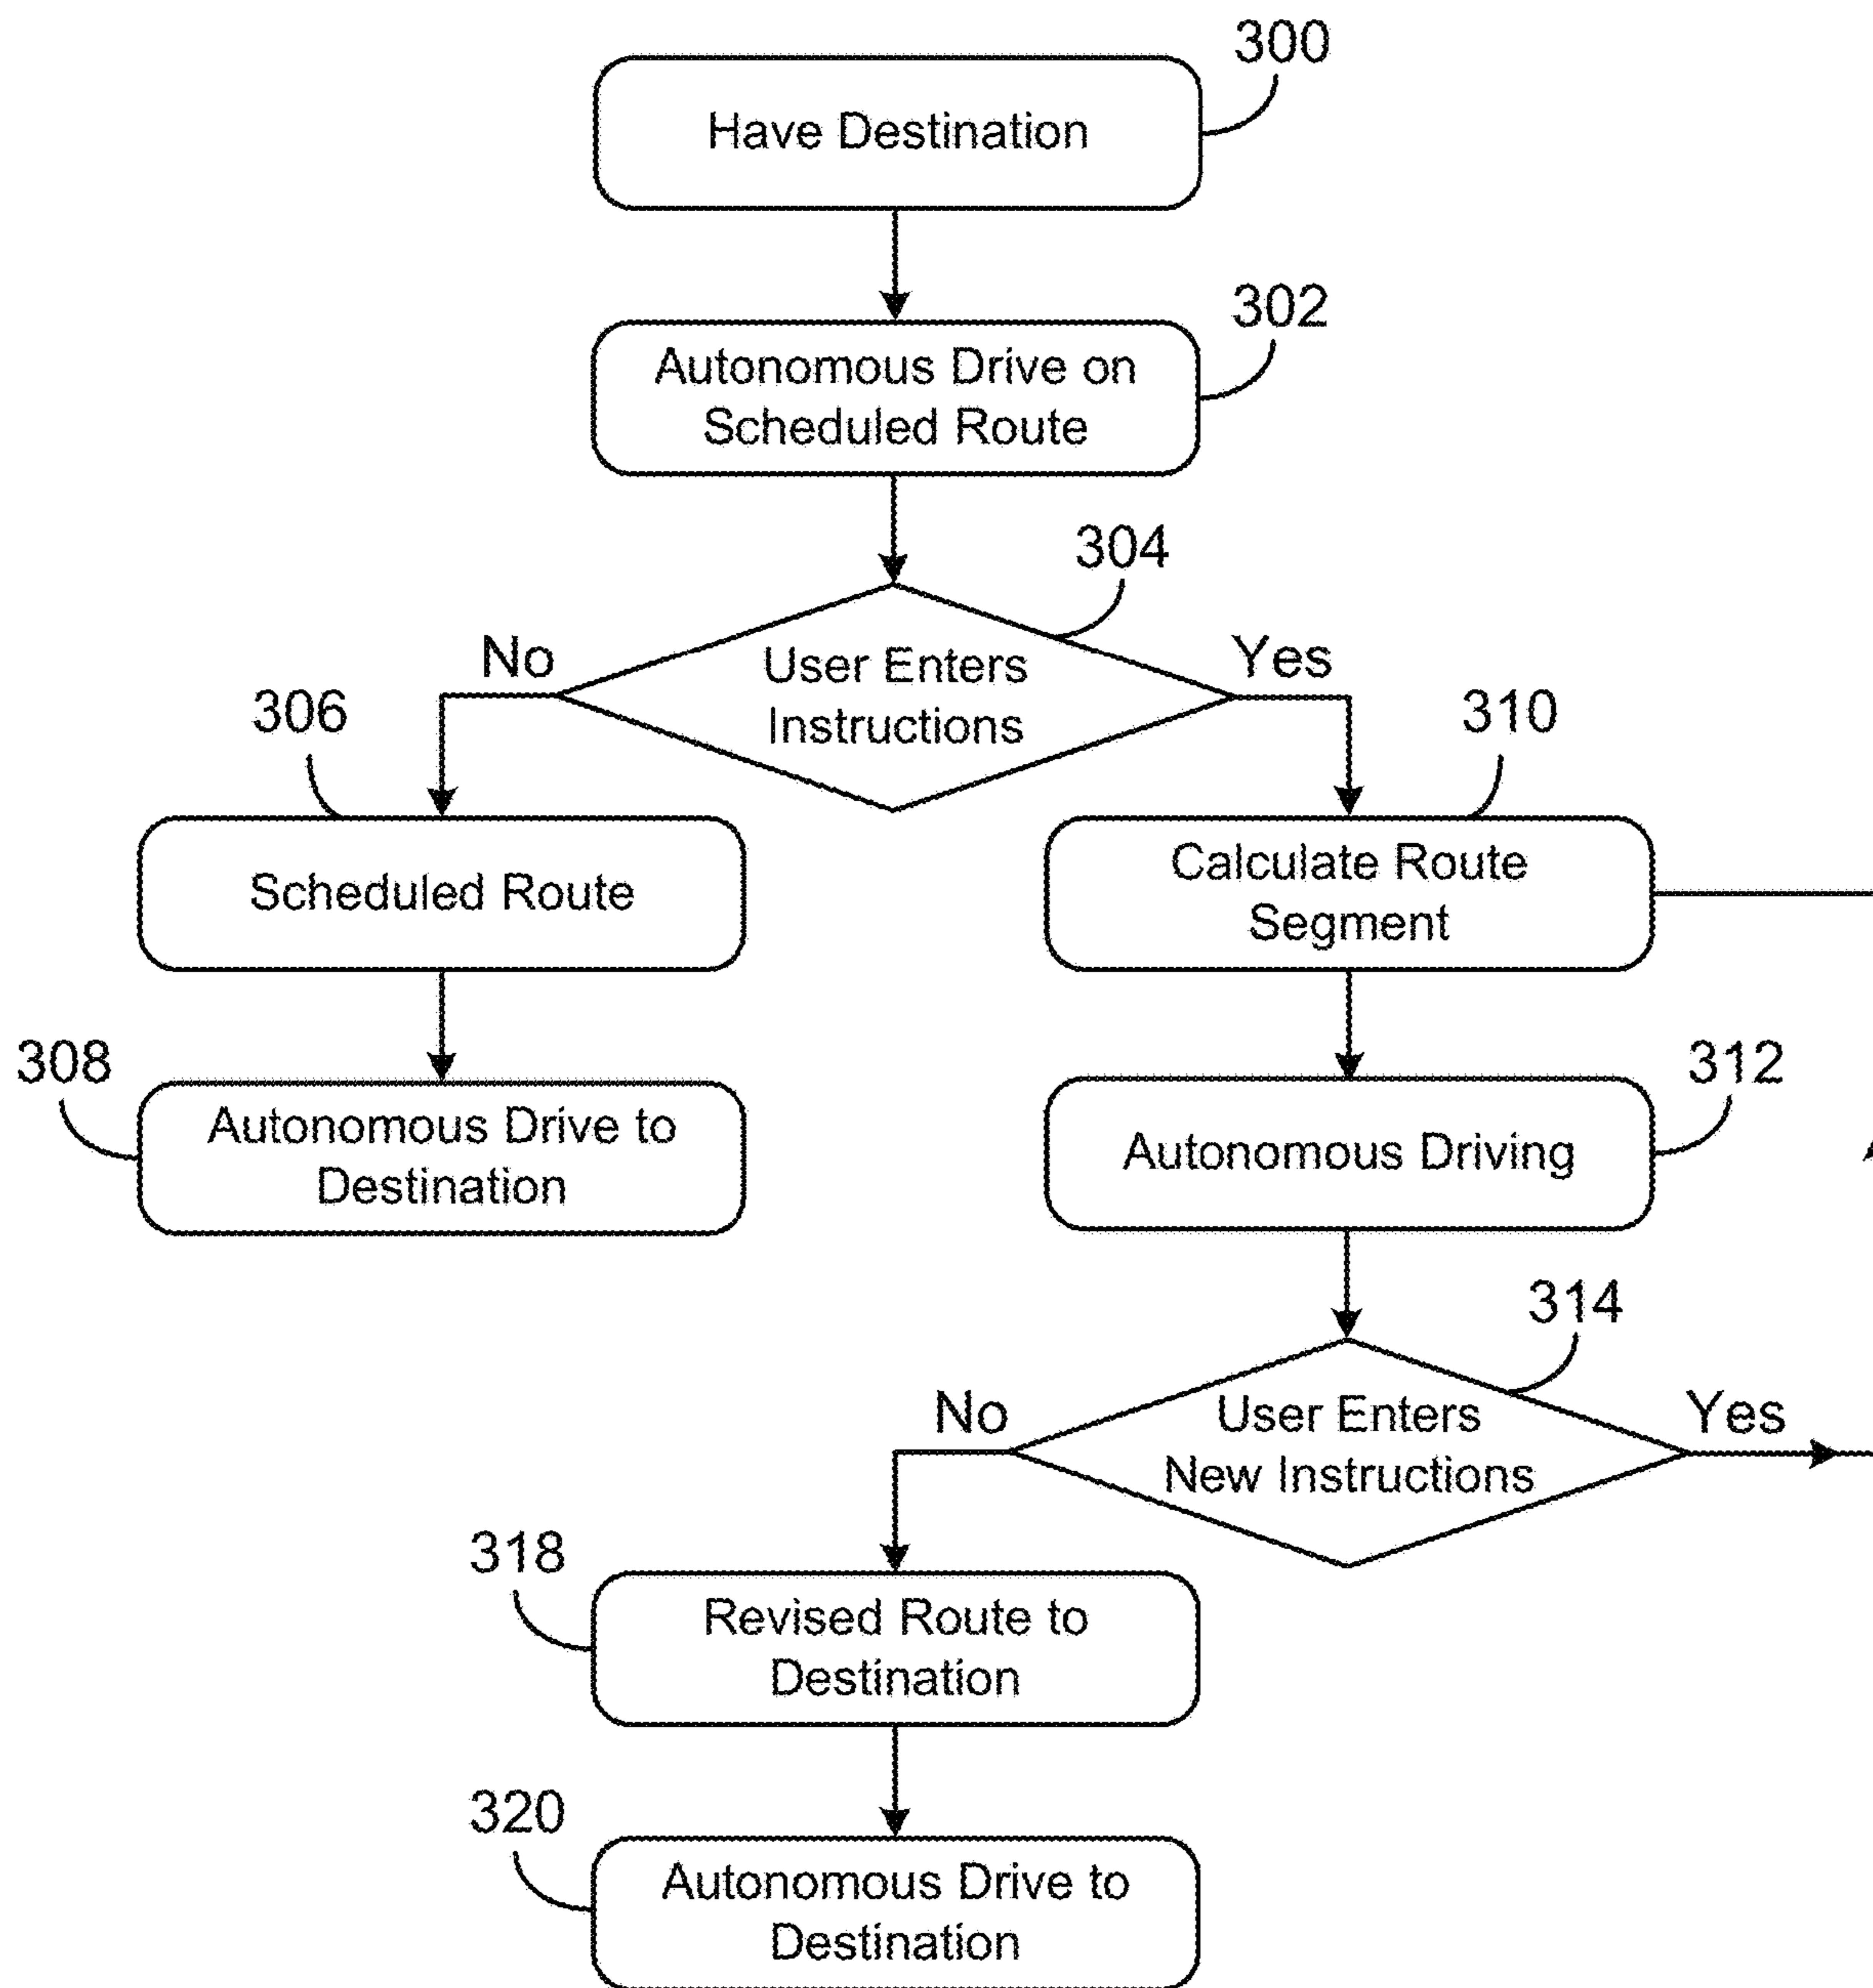 300
Have Destination
302
Autonomous Drive on
Scheduled Route
304
No
User Enters
Instructions
Yes
306
310
Scheduled Route
Calculate Route
Segment
308
312
Autonomous Drive to
Destination
Autonomous Driving
314
No
User Enters
New Instructions
Yes
318
Revised Route to
Destination
320
Autonomous Drive to
Destination